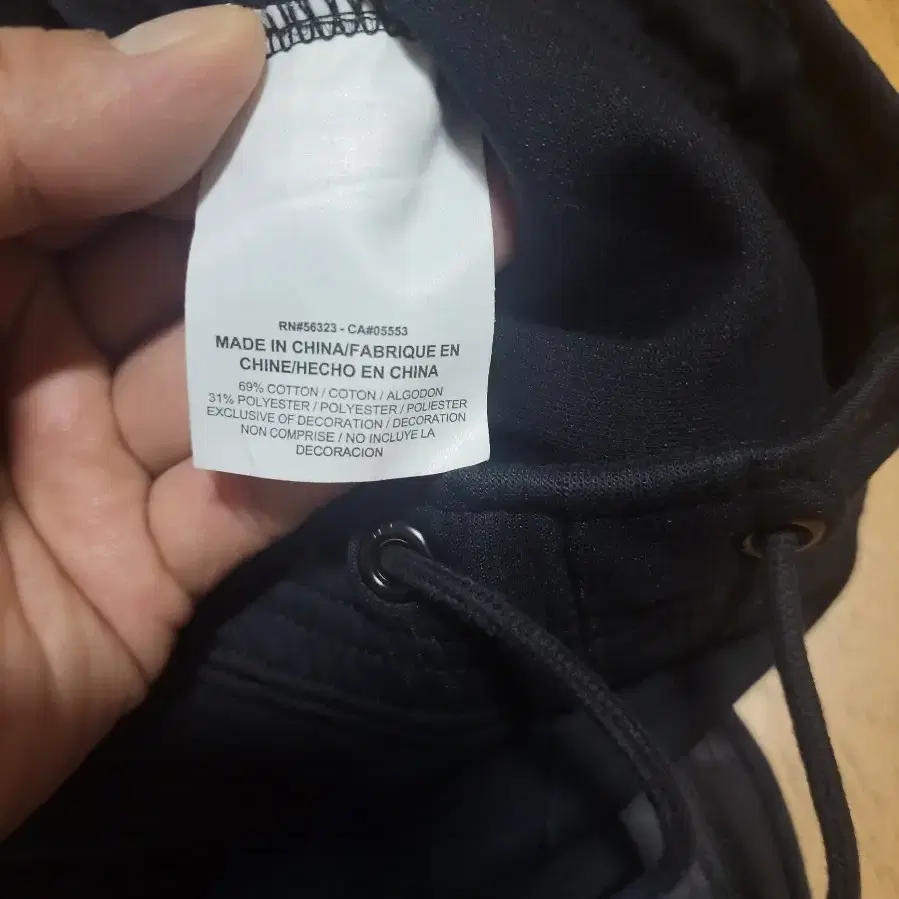 RN#56323 - CA#05553
MADE IN CHINA/FABRIQUE EN
CHINE/HECHO EN CHINA
69% COTTON / COTON / ALGODON
31% POLYESTER / POLYESTER / POLIESTER
EXCLUSIVE OF DECORATION / DECORATION
NON COMPRISE / NO INCLUYE LA
DECORACION